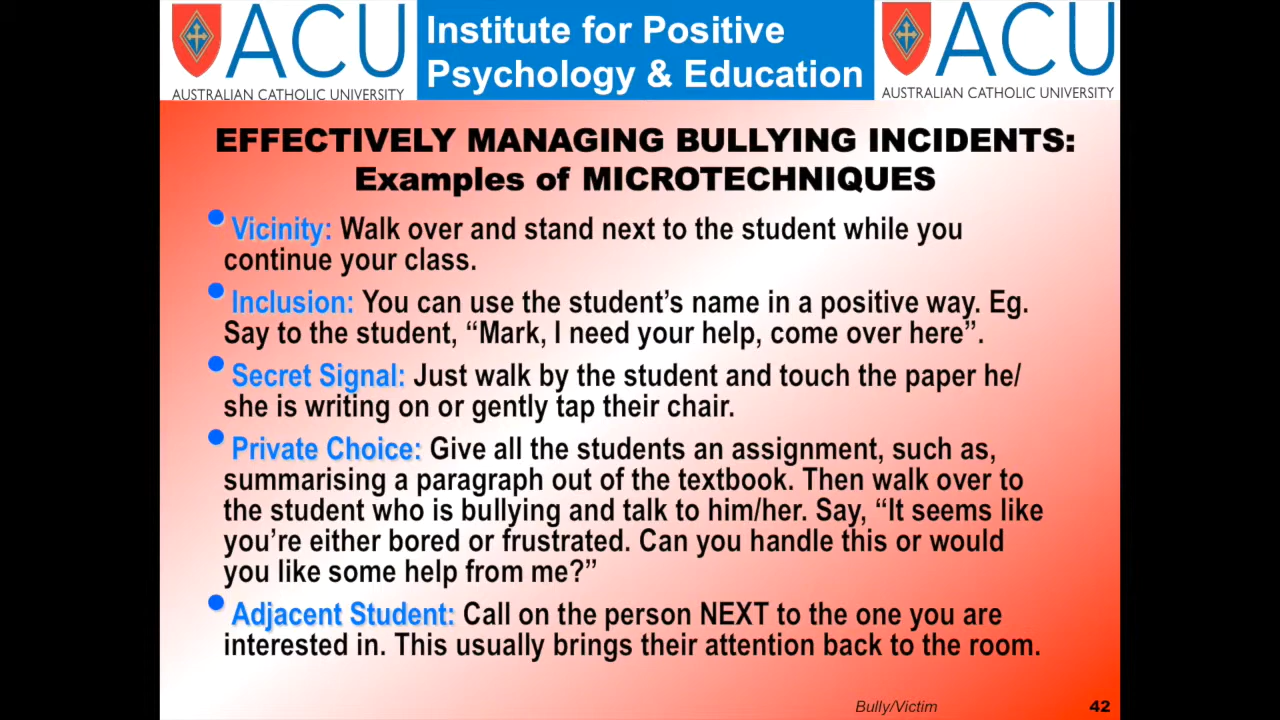 ACU
AUSTRALIAN CATHOLIC UNIVERSITY
Institute for Positive
Psychology & Education
ACU
AUSTRALIAN CATHOLIC UNIVERSITY
EFFECTIVELY MANAGING BULLYING INCIDENTS:
Examples of MICROTECHNIQUES
• Vicinity: Walk over and stand next to the student while you
continue your class.
• Inclusion: You can use the student’s name in a positive way. Eg.
Say to the student, “Mark, I need your help, come over here”.
• Secret Signal: Just walk by the student and touch the paper he/
she is writing on or gently tap their chair.
• Private Choice: Give all the students an assignment, such as,
summarising a paragraph out of the textbook. Then walk over to
the student who is bullying and talk to him/her. Say, “It seems like
you’re either bored or frustrated. Can you handle this or would
you like some help from me?”
• Adjacent Student: Call on the person NEXT to the one you are
interested in. This usually brings their attention back to the room.
Bully/Victim
42